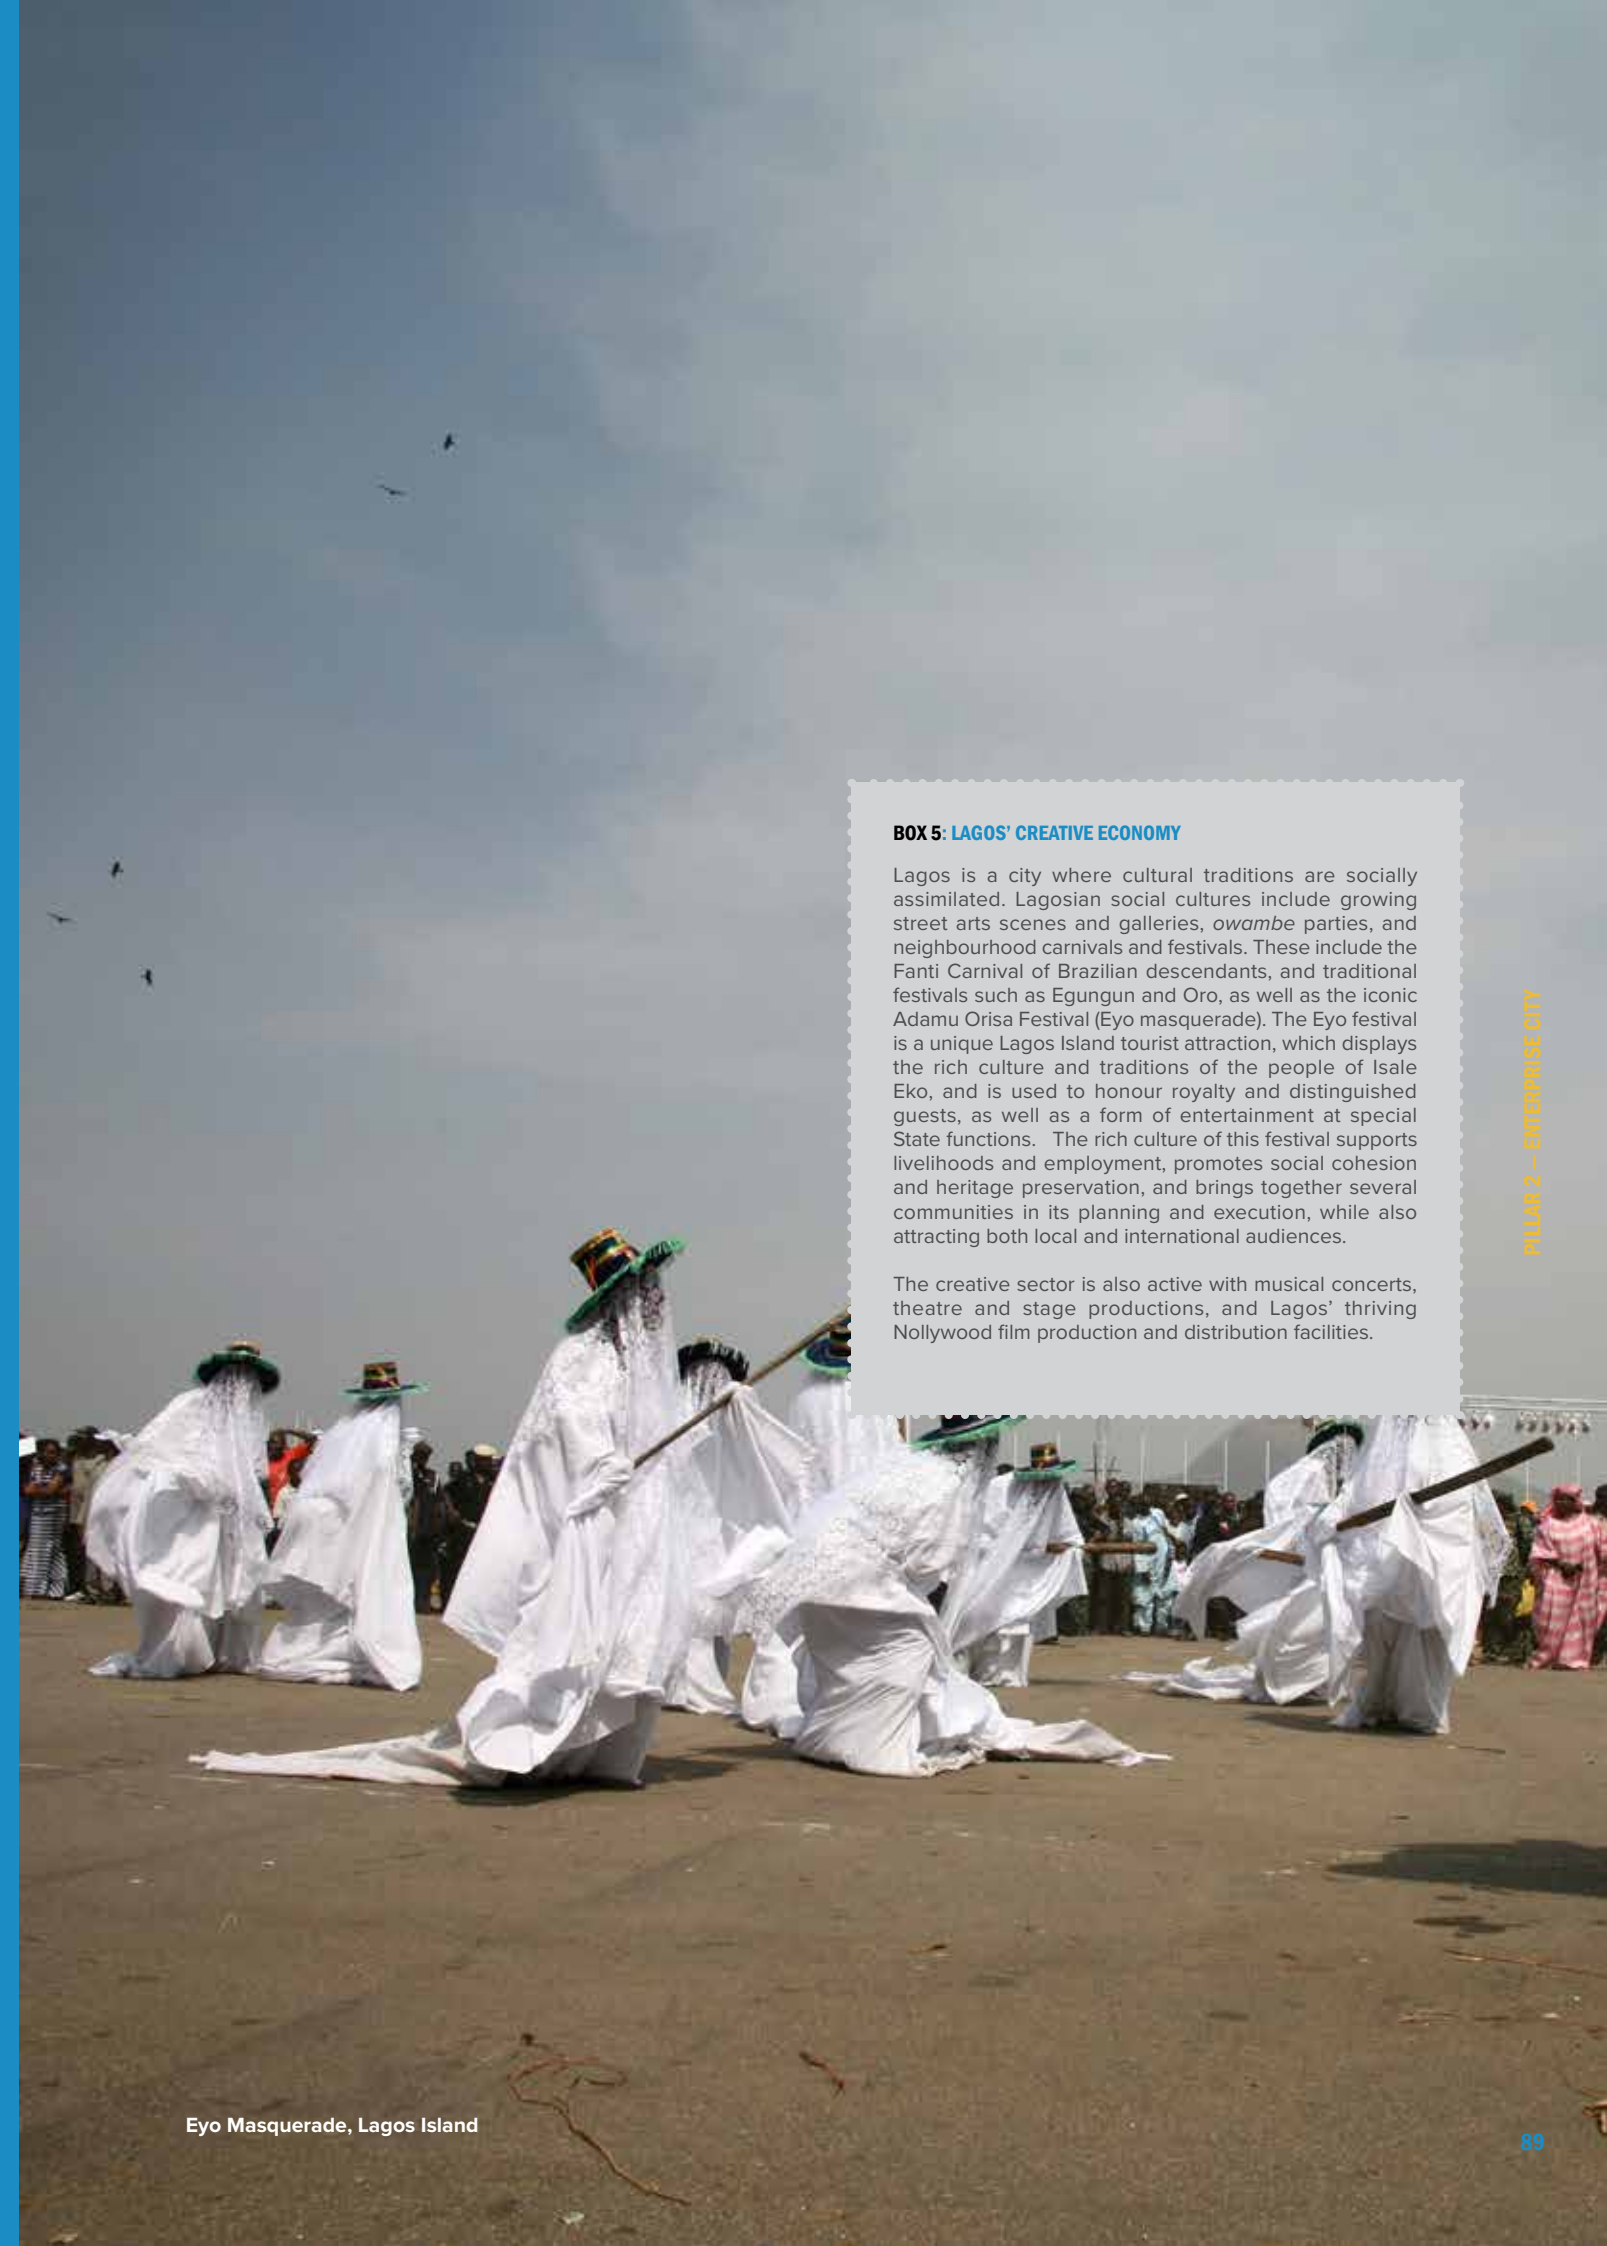 BOX 5: LAGOS' CREATIVE ECONOMY
Lagos is a city where cultural traditions are socially
assimilated. Lagosian social cultures include growing
street arts scenes and galleries, owambe parties, and
neighbourhood carnivals and festivals. These include the
Fanti Carnival of Brazilian descendants, and traditional
festivals such as Egungun and Oro, as well as the iconic
Adamu Orisa Festival (Eyo masquerade). The Eyo festival
is a unique Lagos Island tourist attraction, which displays
the rich culture and traditions of the people of Isale
Eko, and is used to honour royalty and distinguished
guests, as well as a form of entertainment at special
State functions.  The rich culture of this festival supports
livelihoods and employment, promotes social cohesion
and heritage preservation, and brings together several
communities in its planning and execution, while also
attracting both local and international audiences.
The creative sector is also active with musical concerts,
theatre and stage productions, and Lagos’ thriving
Nollywood film production and distribution facilities.
PILLAR 2 – ENTERPRISE CITY
Eyo Masquerade, Lagos Island
89